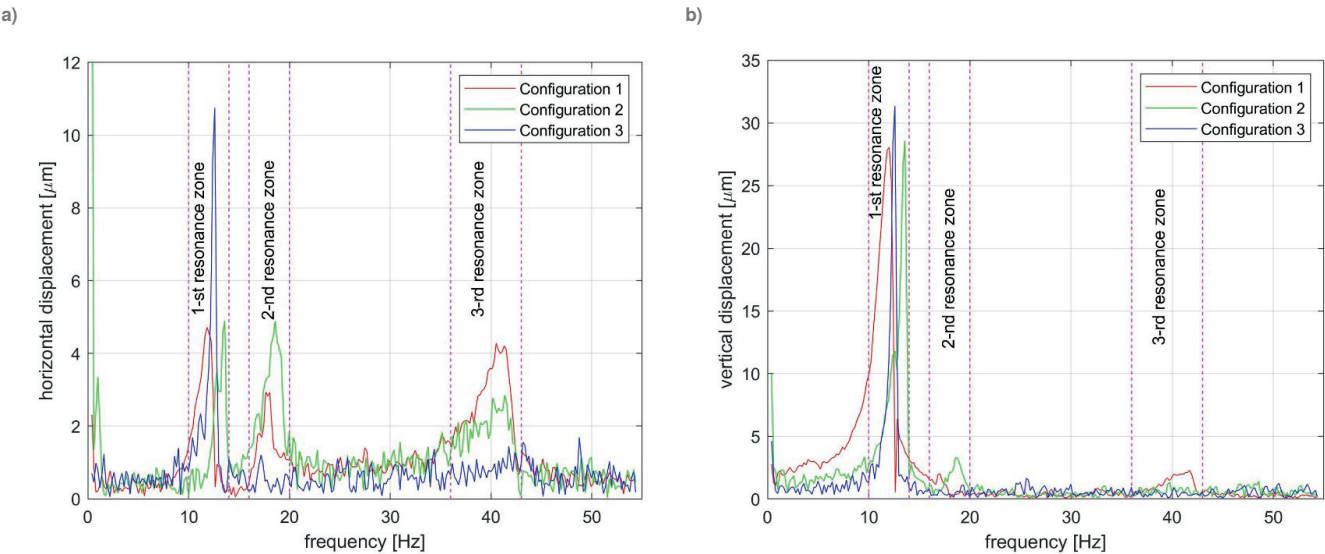 a)
12
10
8
6
4
2
0
horizontal displacement [μm]
1-st resonance zone
2-nd resonance zone
3-rd resonance zone
Configuration 1
Configuration 2
Configuration 3
0 10 20 30 40 50
frequency [Hz]
b)
35
30
25
20
15
10
5
0
vertical displacement [μm]
1-st resonance zone
2-nd resonance zone
3-rd resonance zone
Configuration 1
Configuration 2
Configuration 3
0 10 20 30 40 50
frequency [Hz]